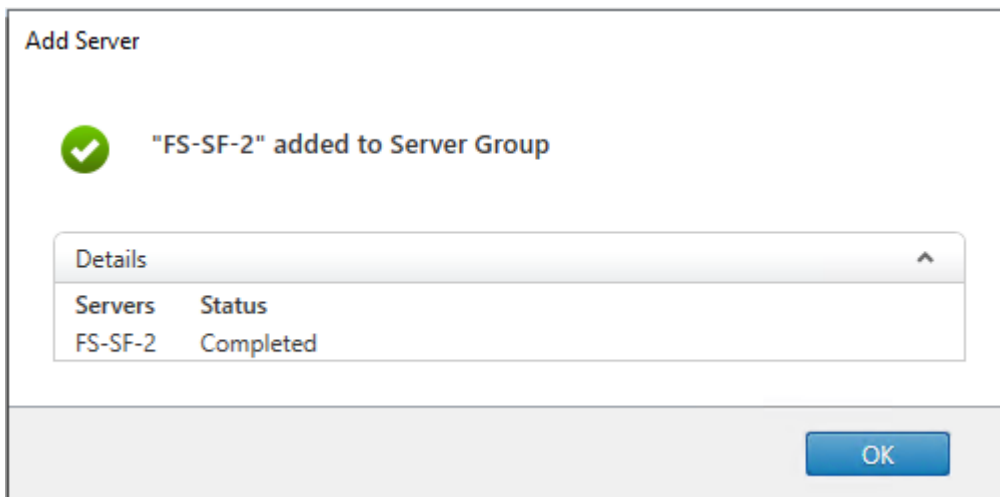 Add Server
"FS-SF-2" added to Server Group
Details
Servers Status
FS-SF-2 Completed
OK